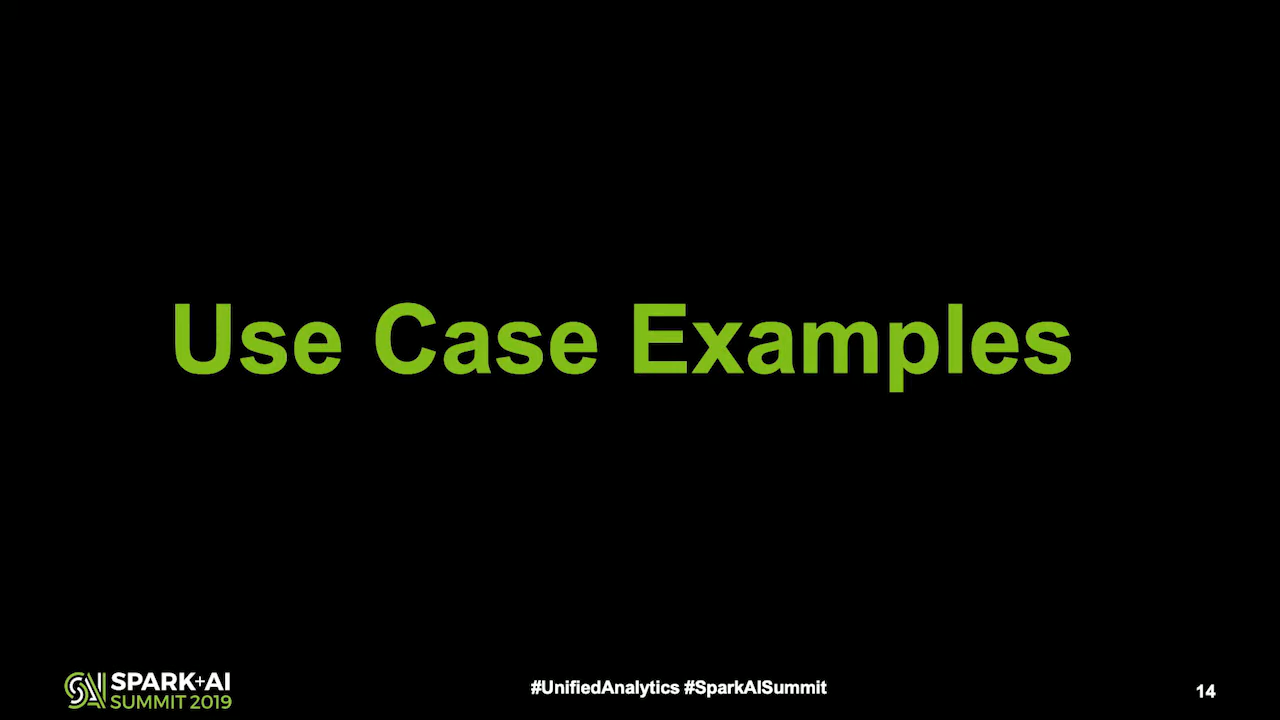 Use Case Examples
SPARK+AI
SUMMIT 2019
#UnifiedAnalytics #SparkAISummit
14